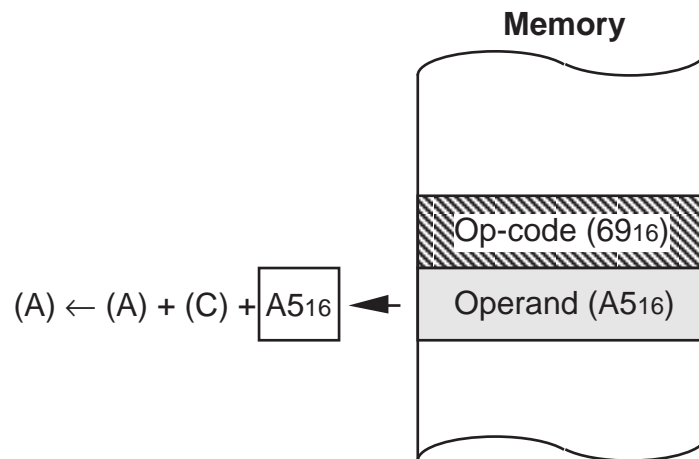 Memory
Op-code (69₁₆)
(A) ← (A) + (C) + A5₁₆
Operand (A5₁₆)